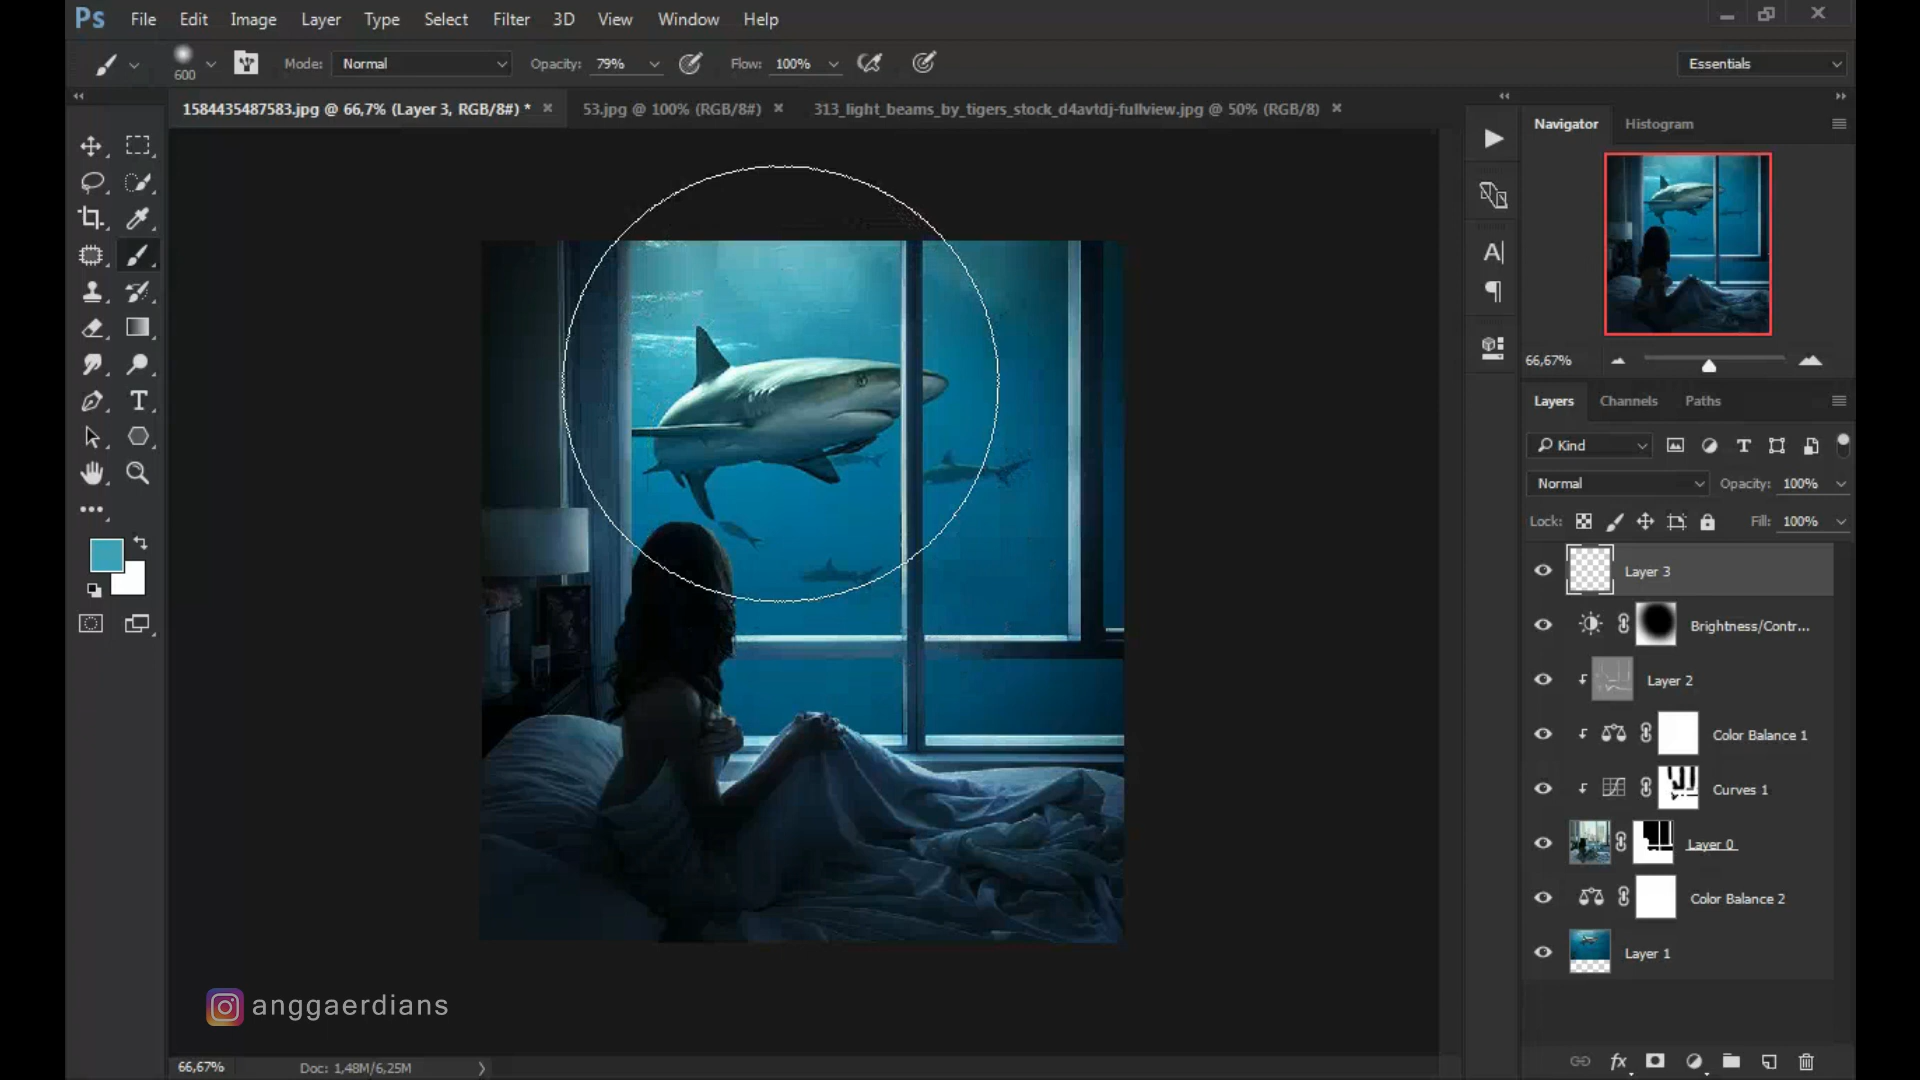 Ps File Edit Image Layer Type Select Filter 3D View Window Help
600 Mode: Normal Opacity: 79% Flow: 100% Essentials
1584435487583.jpg @ 66,7% (Layer 3, RGB/8#) * 53.jpg @ 100% (RGB/8#) 313_light_beams_by_tigers_stock_d4avtdj-fullview.jpg @ 50% (RGB/8)
Navigator Histogram
66,67%
Layers Channels Paths
Kind
Normal Opacity: 100%
Lock: Fill: 100%
Layer 3
Brightness/Contr...
Layer 2
Color Balance 1
Curves 1
Layer 0
Color Balance 2
Layer 1
anggaerdians
66,67% Doc: 1,48M/6,25M